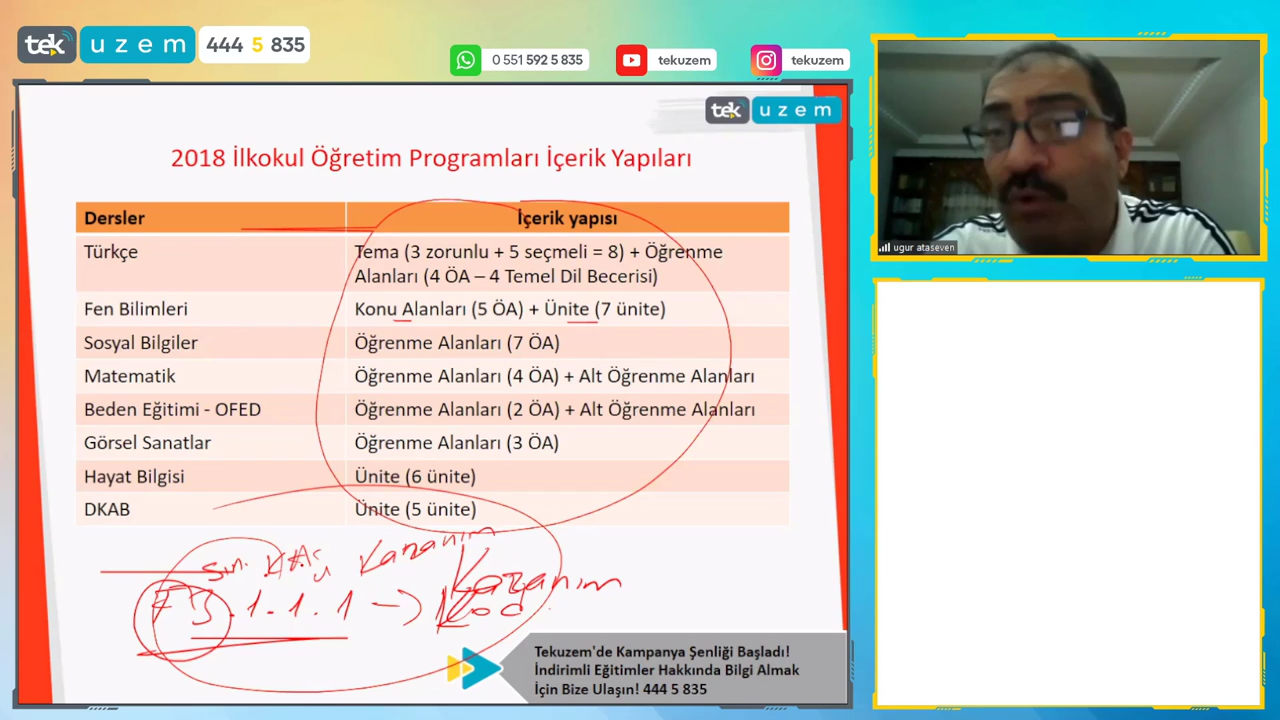 tek uzem 444 5 835
0 551 592 5 835 tekuzem tekuzem
tek uzem
2018 İlkokul Öğretim Programları İçerik Yapıları
Dersler İçerik yapısı
Türkçe Tema (3 zorunlu + 5 seçmeli = 8) + Öğrenme
Alanları (4 ÖA – 4 Temel Dil Becerisi)
Fen Bilimleri Konu Alanları (5 ÖA) + Ünite (7 ünite)
Sosyal Bilgiler Öğrenme Alanları (7 ÖA)
Matematik Öğrenme Alanları (4 ÖA) + Alt Öğrenme Alanları
Beden Eğitimi - OFED Öğrenme Alanları (2 ÖA) + Alt Öğrenme Alanları
Görsel Sanatlar Öğrenme Alanları (3 ÖA)
Hayat Bilgisi Ünite (6 ünite)
DKAB Ünite (5 ünite)
Kazanım
Kazanım
.1.1.1 →
Tekuzem'de Kampanya Şenliği Başladı!
İndirimli Eğitimler Hakkında Bilgi Almak
İçin Bize Ulaşın! 444 5 835
ugur ataseven